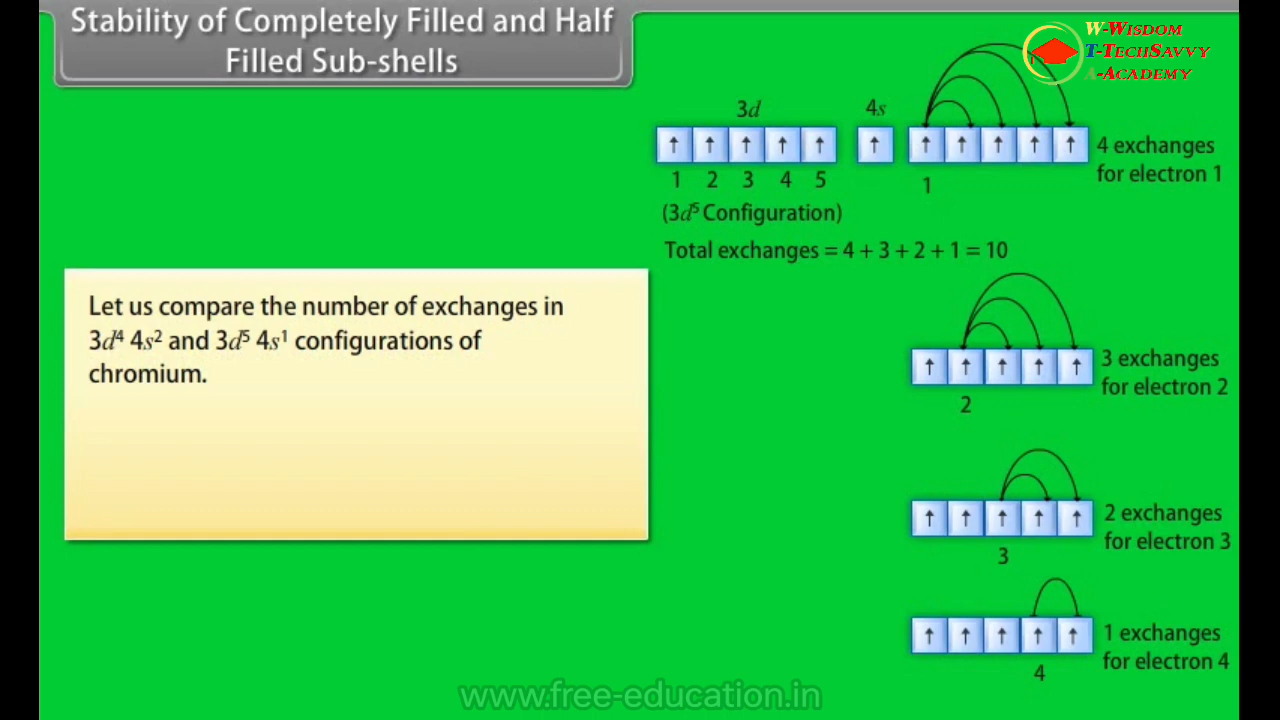 Stability of Completely Filled and Half
Filled Sub-shells
W-Wisdom
T-TechSavvy
A-Academy
3d 4s
↑ ↑ ↑ ↑ ↑ ↑ ↑ ↑ ↑ ↑ ↑
1 2 3 4 5 1
4 exchanges
for electron 1
(3d⁵ Configuration)
Total exchanges = 4 + 3 + 2 + 1 = 10
Let us compare the number of exchanges in
3d⁴ 4s² and 3d⁵ 4s¹ configurations of
chromium.
↑ ↑ ↑ ↑ ↑
2
3 exchanges
for electron 2
↑ ↑ ↑ ↑ ↑
3
2 exchanges
for electron 3
↑ ↑ ↑ ↑ ↑
4
1 exchanges
for electron 4
www.free-education.in